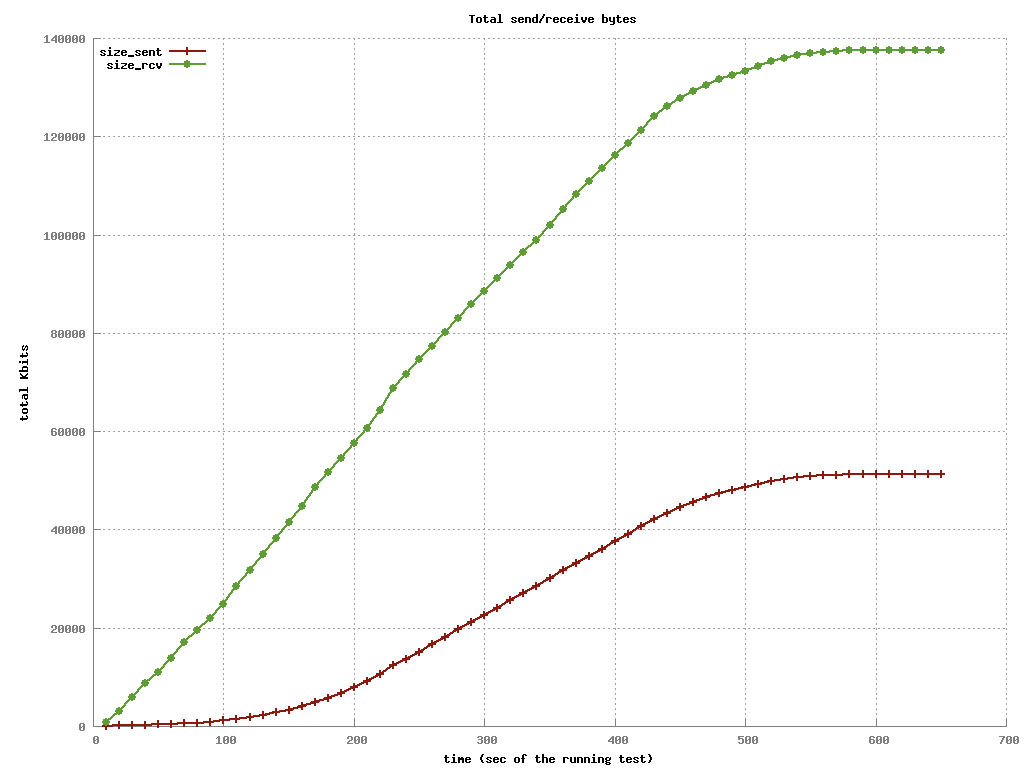 Total send/receive bytes
140000
size_sent
size_rcv
120000
100000
80000
total Kbits
60000
40000
20000
0
0 100 200 300 400 500 600 700
time (sec of the running test)